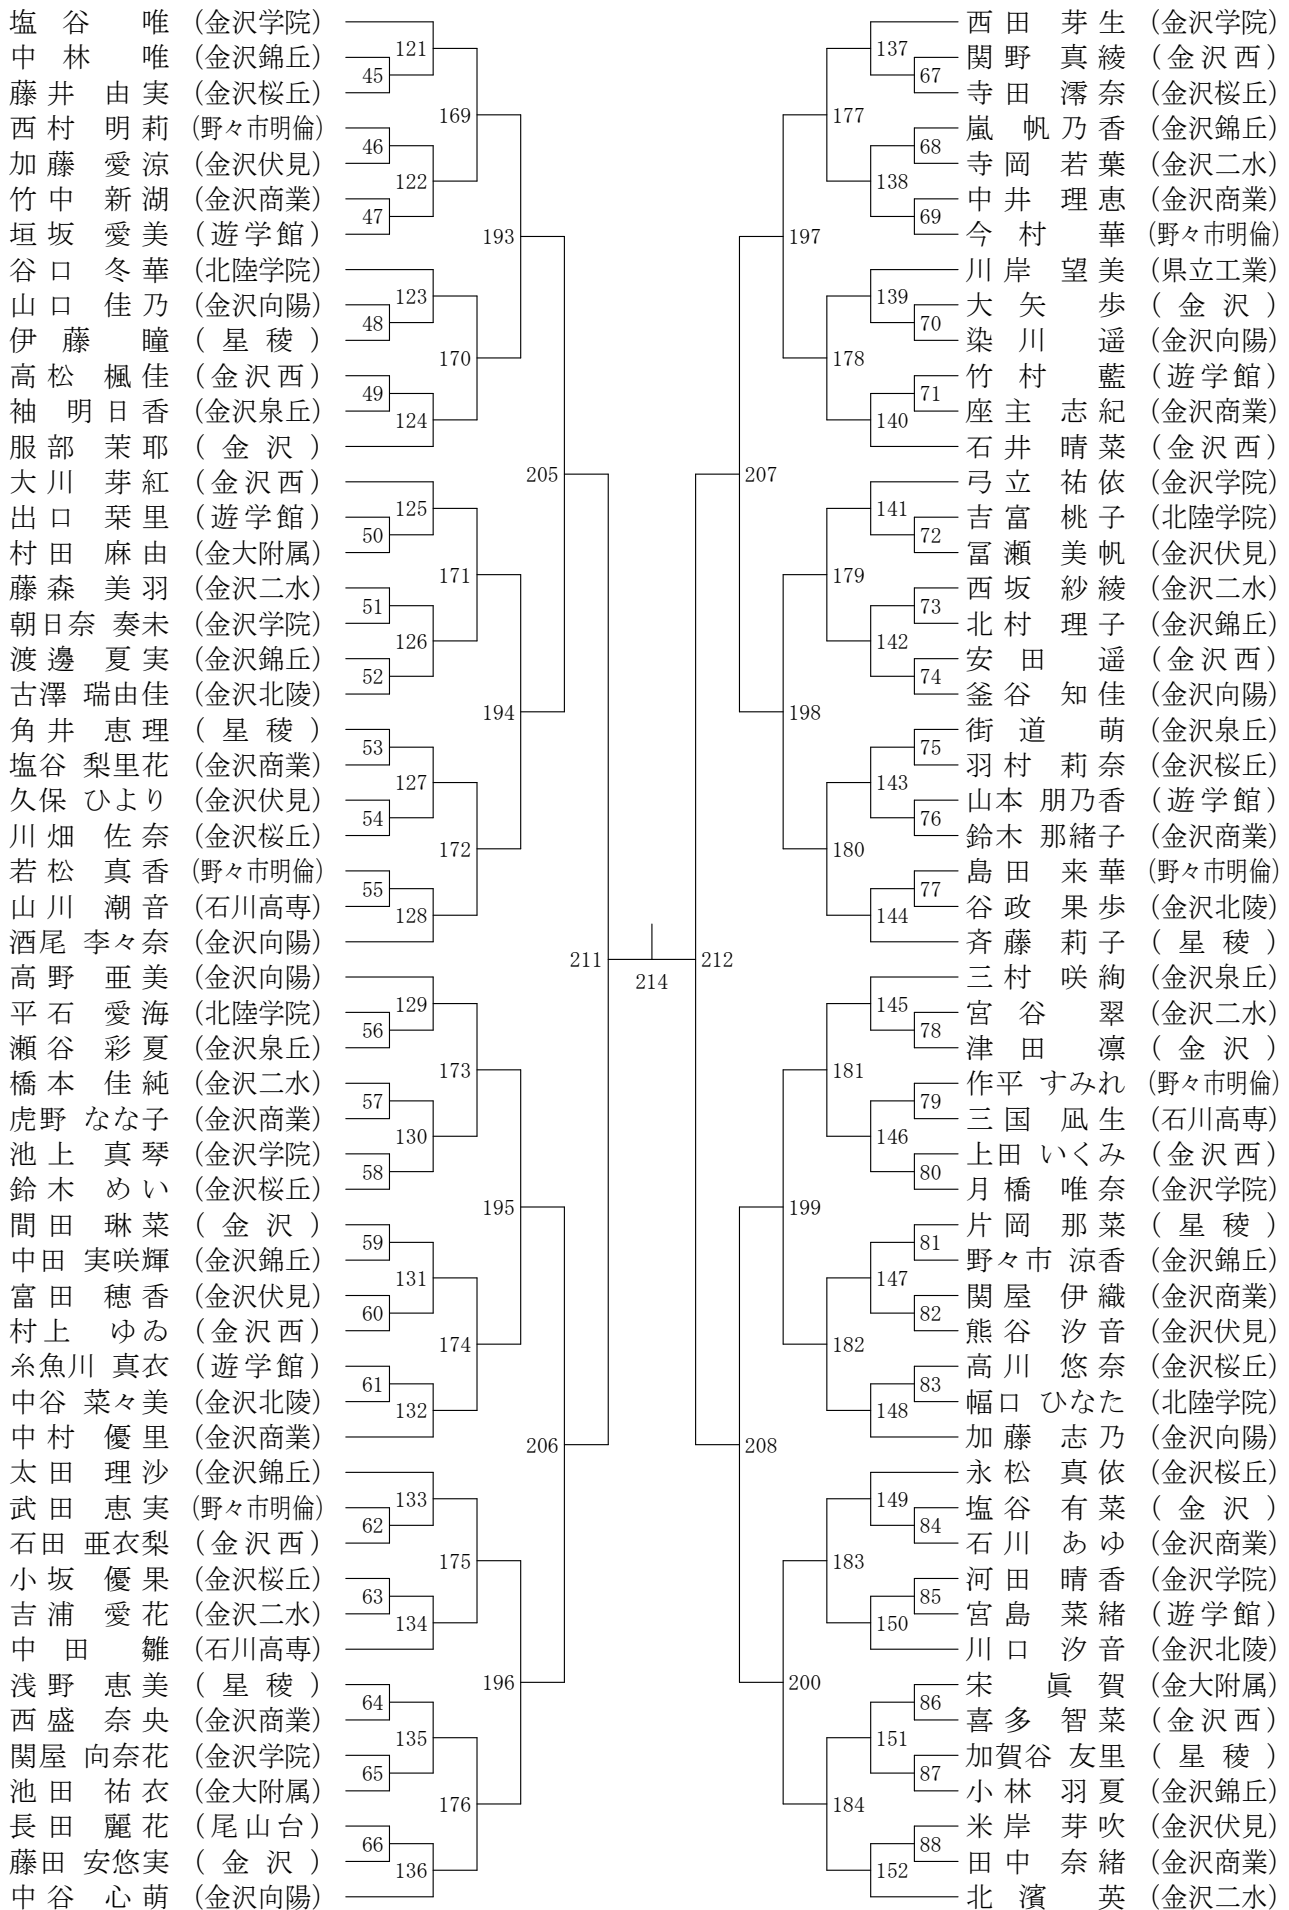 塩谷 唯 (金沢学院)
中林 唯 (金沢錦丘)
藤井 由実 (金沢桜丘)
西村 明莉 (野々市明倫)
加藤 愛涼 (金沢伏見)
竹中 新湖 (金沢商業)
垣坂 愛美 (遊学館)
谷口 冬華 (北陸学院)
山口 佳乃 (金沢向陽)
伊藤 瞳 (星稜)
高松 楓佳 (金沢西)
袖 明日香 (金沢泉丘)
服部 茉耶 (金沢)
大川 芽紅 (金沢西)
出口 栞里 (遊学館)
村田 麻由 (金大附属)
藤森 美羽 (金沢二水)
朝日奈 奏未 (金沢学院)
渡邊 夏実 (金沢錦丘)
古澤 瑞由佳 (金沢北陵)
角井 恵理 (星稜)
塩谷 梨里花 (金沢商業)
久保 ひより (金沢伏見)
川畑 佐奈 (金沢桜丘)
若松 真香 (野々市明倫)
山川 潮音 (石川高専)
酒尾 李々奈 (金沢向陽)
高野 亜美 (金沢向陽)
平石 愛海 (北陸学院)
瀬谷 彩夏 (金沢泉丘)
橋本 佳純 (金沢二水)
虎野 なな子 (金沢商業)
池上 真琴 (金沢学院)
鈴木 めい (金沢桜丘)
間田 琳菜 (金沢)
中田 実咲輝 (金沢錦丘)
富田 穂香 (金沢伏見)
村上 ゆゐ (金沢西)
糸魚川 真衣 (遊学館)
中谷 菜々美 (金沢北陵)
中村 優里 (金沢商業)
太田 理沙 (金沢錦丘)
武田 恵実 (野々市明倫)
石田 亜衣梨 (金沢西)
小坂 優果 (金沢桜丘)
吉浦 愛花 (金沢二水)
中田 雛 (石川高専)
浅野 恵美 (星稜)
西盛 奈央 (金沢商業)
関屋 向奈花 (金沢学院)
池田 祐衣 (金大附属)
長田 麗花 (尾山台)
藤田 安悠実 (金沢)
中谷 心萌 (金沢向陽)
45
46
47
48
49
50
51
52
53
54
55
56
57
58
59
60
61
62
63
64
65
66
121
122
123
124
125
126
127
128
129
130
131
132
133
134
135
136
169
170
171
172
173
174
175
176
193
194
195
196
205
206
211
214
212
207
208
197
198
199
200
177
178
179
180
181
182
183
184
137
138
139
140
141
142
143
144
145
146
147
148
149
150
151
152
67
68
69
70
71
72
73
74
75
76
77
78
79
80
81
82
83
84
85
86
87
88
西田 芽生 (金沢学院)
関野 真綾 (金沢西)
寺田 澪奈 (金沢桜丘)
嵐 帆乃香 (金沢錦丘)
寺岡 若葉 (金沢二水)
中井 理恵 (金沢商業)
今村 華 (野々市明倫)
川岸 望美 (県立工業)
大矢 歩 (金沢)
染川 遥 (金沢向陽)
竹村 藍 (遊学館)
座主 志紀 (金沢商業)
石井 晴菜 (金沢西)
弓立 祐依 (金沢学院)
吉富 桃子 (北陸学院)
冨瀬 美帆 (金沢伏見)
西坂 紗綾 (金沢二水)
北村 理子 (金沢錦丘)
安田 遥 (金沢西)
釜谷 知佳 (金沢向陽)
街道 萌 (金沢泉丘)
羽村 莉奈 (金沢桜丘)
山本 朋乃香 (遊学館)
鈴木 那緒子 (金沢商業)
島田 来華 (野々市明倫)
谷政 果歩 (金沢北陵)
斉藤 莉子 (星稜)
三村 咲絢 (金沢泉丘)
宮谷 翠 (金沢二水)
津田 凛 (金沢)
作平 すみれ (野々市明倫)
三国 凪生 (石川高専)
上田 いくみ (金沢西)
月橋 唯奈 (金沢学院)
片岡 那菜 (星稜)
野々市 涼香 (金沢錦丘)
関屋 伊織 (金沢商業)
熊谷 汐音 (金沢伏見)
高川 悠奈 (金沢桜丘)
幅口 ひなた (北陸学院)
加藤 志乃 (金沢向陽)
永松 真依 (金沢桜丘)
塩谷 有菜 (金沢)
石川 あゆ (金沢商業)
河田 晴香 (金沢学院)
宮島 菜緒 (遊学館)
川口 汐音 (金沢北陵)
宋 眞賀 (金大附属)
喜多 智菜 (金沢西)
加賀谷 友里 (星稜)
小林 羽夏 (金沢錦丘)
米岸 芽吹 (金沢伏見)
田中 奈緒 (金沢商業)
北濱 英 (金沢二水)